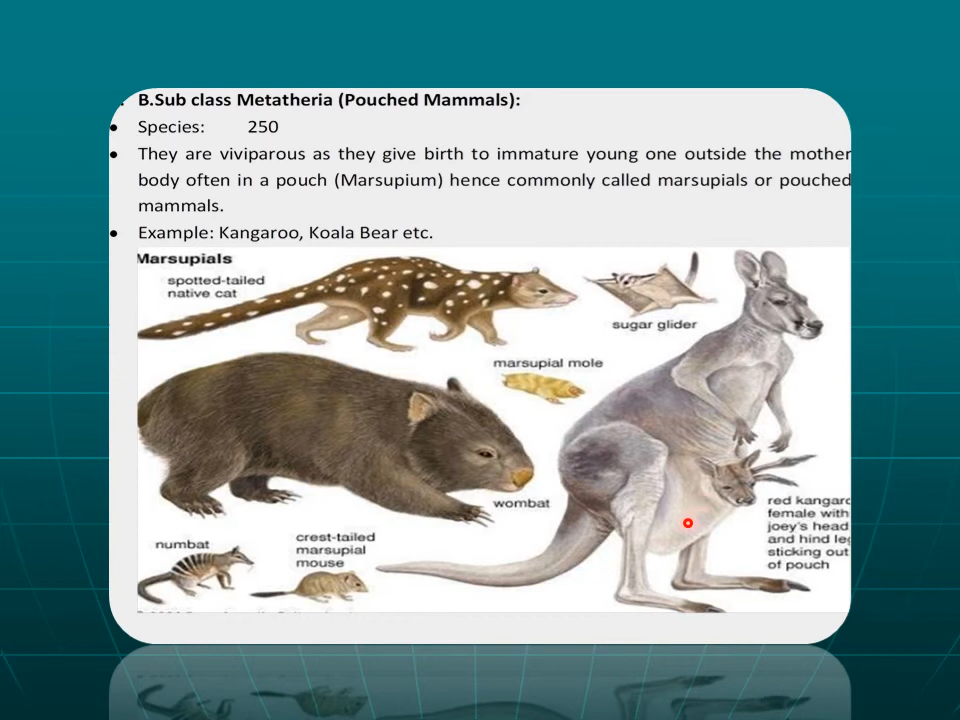 . B.Sub class Metatheria (Pouched Mammals):
• Species: 250
• They are viviparous as they give birth to immature young one outside the mother
body often in a pouch (Marsupium) hence commonly called marsupials or pouched
mammals.
• Example: Kangaroo, Koala Bear etc.
Marsupials
spotted-tailed
native cat
sugar glider
marsupial mole
wombat
red kangarc
female with
joey's head
and hind leg
sticking out
of pouch
crest-tailed
marsupial
mouse
numbat